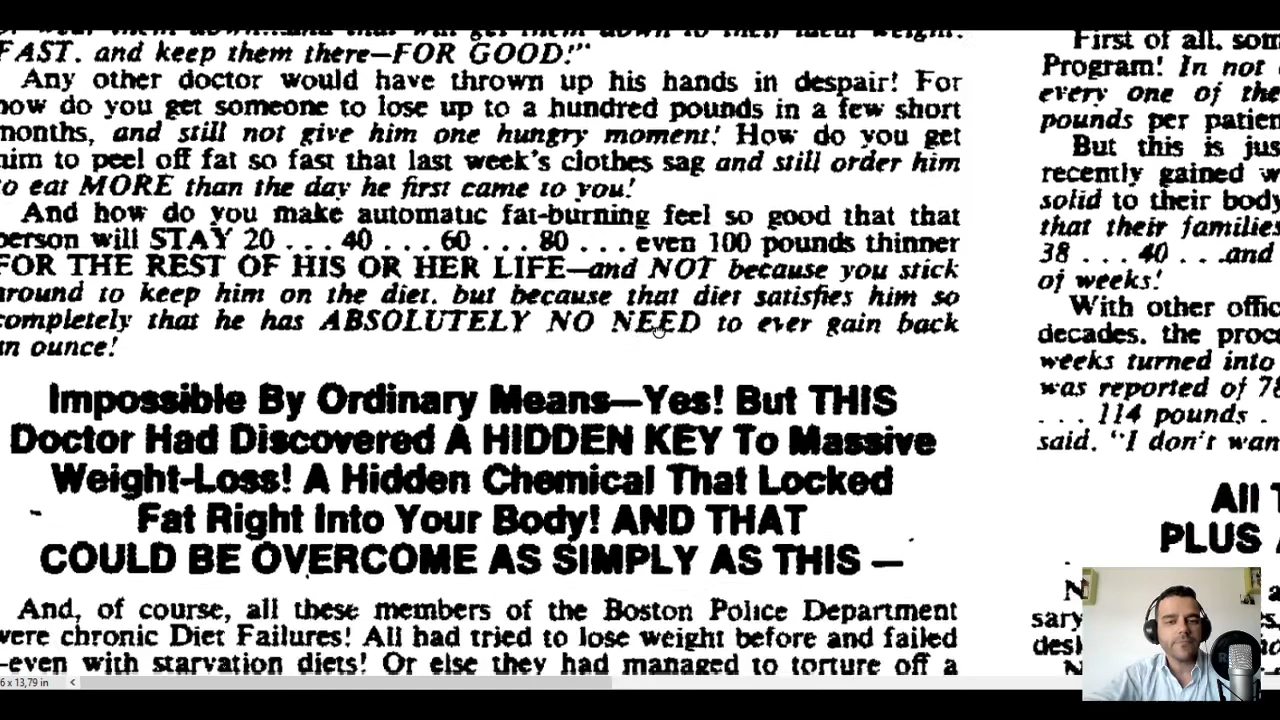 FAST. and keep them there—FOR GOOD!"
Any other doctor would have thrown up his hands in despair! For
how do you get someone to lose up to a hundred pounds in a few short
months, and still not give him one hungry moment! How do you get
him to peel off fat so fast that last week's clothes sag and still order him
to eat MORE than the day he first came to you!
And how do you make automatic fat-burning feel so good that that
person will STAY 20 . . . 40 . . . 60 . . . 80 . . . even 100 pounds thinner
FOR THE REST OF HIS OR HER LIFE—and NOT because you stick
around to keep him on the diet. but because that diet satisfies him so
completely that he has ABSOLUTELY NO NEED to ever gain back
an ounce!
Impossible By Ordinary Means—Yes! But THIS
Doctor Had Discovered A HIDDEN KEY To Massive
Weight-Loss! A Hidden Chemical That Locked
Fat Right Into Your Body! AND THAT
COULD BE OVERCOME AS SIMPLY AS THIS —
And, of course, all these members of the Boston Police Department
were chronic Diet Failures! All had tried to lose weight before and failed
—even with starvation diets! Or else they had managed to torture off a
First of all. som
Program! In not
every one of the
pounds per patien
But this is jus
recently gained w
solid to their body
that their families
38 . . . 40 . . .and
of weeks!
With other offic
decades. the proce
weeks turned into
was reported of 7
. . . 114 pounds .
said. "I don't wan
All T
PLUS
sary
desk
6 x 13,79 in